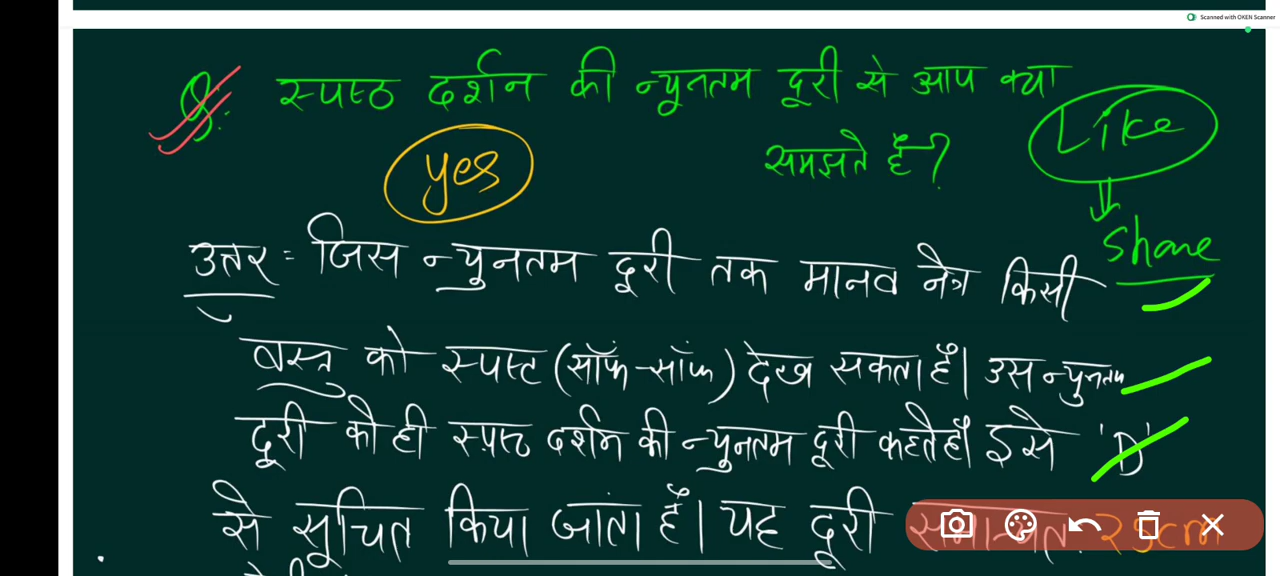 Scanned with OKEN Scanner
Q. स्पष्ठ दर्शन की न्यूनतम दूरी से आप क्या
समझते हैं?
Like
yes
Share
उत्तर = जिस न्युनतम दूरी तक मानव नेत्र किसी
वस्तु को स्पष्ट (सॉफ-सॉफ) देख सकता हैं। उस न्युनतम
दूरी को ही स्पष्ठ दर्शन की न्युनतम दूरी कहते हैं। इसे 'D'
से सूचित किया जाता हैं। यह दूरी 25cm